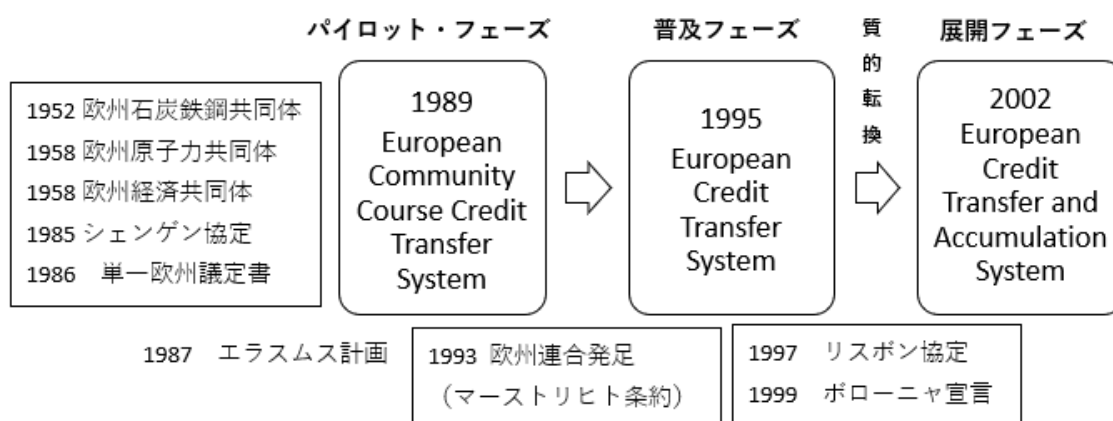 パイロット・フェーズ
普及フェーズ
質的転換
展開フェーズ
1952 欧州石炭鉄鋼共同体
1958 欧州原子力共同体
1958 欧州経済共同体
1985 シェンゲン協定
1986 単一欧州議定書
1989
European
Community
Course Credit
Transfer
System
1995
European
Credit
Transfer
System
2002
European
Credit
Transfer and
Accumulation
System
1987 エラスムス計画
1993 欧州連合発足
（マーストリヒト条約）
1997 リスボン協定
1999 ボローニャ宣言